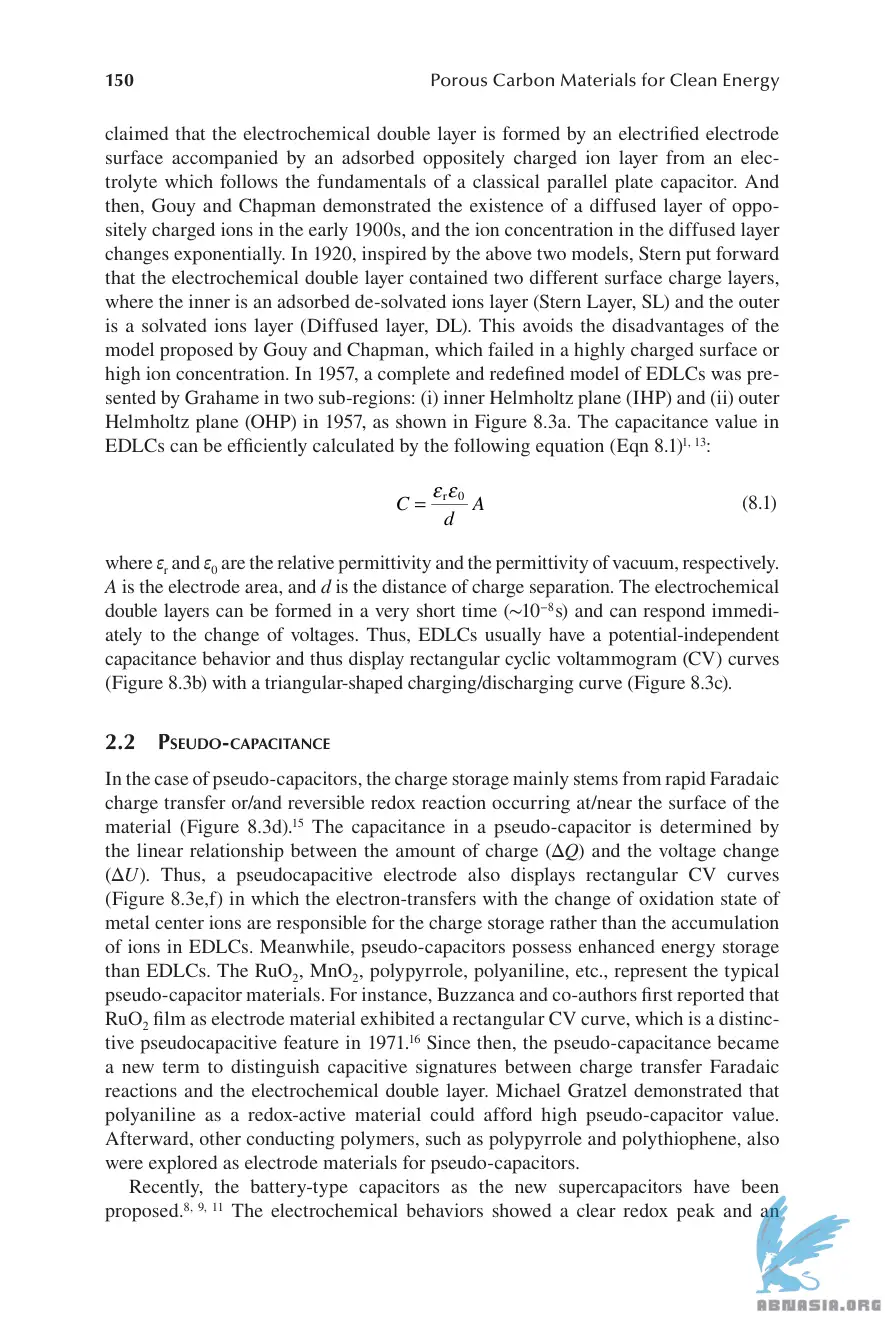 150 Porous Carbon Materials for Clean Energy
claimed that the electrochemical double layer is formed by an electrified electrode
surface accompanied by an adsorbed oppositely charged ion layer from an elec-
trolyte which follows the fundamentals of a classical parallel plate capacitor. And
then, Gouy and Chapman demonstrated the existence of a diffused layer of oppo-
sitely charged ions in the early 1900s, and the ion concentration in the diffused layer
changes exponentially. In 1920, inspired by the above two models, Stern put forward
that the electrochemical double layer contained two different surface charge layers,
where the inner is an adsorbed de-solvated ions layer (Stern Layer, SL) and the outer
is a solvated ions layer (Diffused layer, DL). This avoids the disadvantages of the
model proposed by Gouy and Chapman, which failed in a highly charged surface or
high ion concentration. In 1957, a complete and redefined model of EDLCs was pre-
sented by Grahame in two sub-regions: (i) inner Helmholtz plane (IHP) and (ii) outer
Helmholtz plane (OHP) in 1957, as shown in Figure 8.3a. The capacitance value in
EDLCs can be efficiently calculated by the following equation (Eqn 8.1)¹, ¹³:
C = εᵣε₀/d A (8.1)
where εᵣ and ε₀ are the relative permittivity and the permittivity of vacuum, respectively.
A is the electrode area, and d is the distance of charge separation. The electrochemical
double layers can be formed in a very short time (~10⁻⁸s) and can respond immedi-
ately to the change of voltages. Thus, EDLCs usually have a potential-independent
capacitance behavior and thus display rectangular cyclic voltammogram (CV) curves
(Figure 8.3b) with a triangular-shaped charging/discharging curve (Figure 8.3c).
2.2 Pseudo-capacitance
In the case of pseudo-capacitors, the charge storage mainly stems from rapid Faradaic
charge transfer or/and reversible redox reaction occurring at/near the surface of the
material (Figure 8.3d).¹⁵ The capacitance in a pseudo-capacitor is determined by
the linear relationship between the amount of charge (ΔQ) and the voltage change
(ΔU). Thus, a pseudocapacitive electrode also displays rectangular CV curves
(Figure 8.3e,f) in which the electron-transfers with the change of oxidation state of
metal center ions are responsible for the charge storage rather than the accumulation
of ions in EDLCs. Meanwhile, pseudo-capacitors possess enhanced energy storage
than EDLCs. The RuO₂, MnO₂, polypyrrole, polyaniline, etc., represent the typical
pseudo-capacitor materials. For instance, Buzzanca and co-authors first reported that
RuO₂ film as electrode material exhibited a rectangular CV curve, which is a distinc-
tive pseudocapacitive feature in 1971.¹⁶ Since then, the pseudo-capacitance became
a new term to distinguish capacitive signatures between charge transfer Faradaic
reactions and the electrochemical double layer. Michael Gratzel demonstrated that
polyaniline as a redox-active material could afford high pseudo-capacitor value.
Afterward, other conducting polymers, such as polypyrrole and polythiophene, also
were explored as electrode materials for pseudo-capacitors.
Recently, the battery-type capacitors as the new supercapacitors have been
proposed.⁸, ⁹, ¹¹ The electrochemical behaviors showed a clear redox peak and an
ABNASIA.ORG